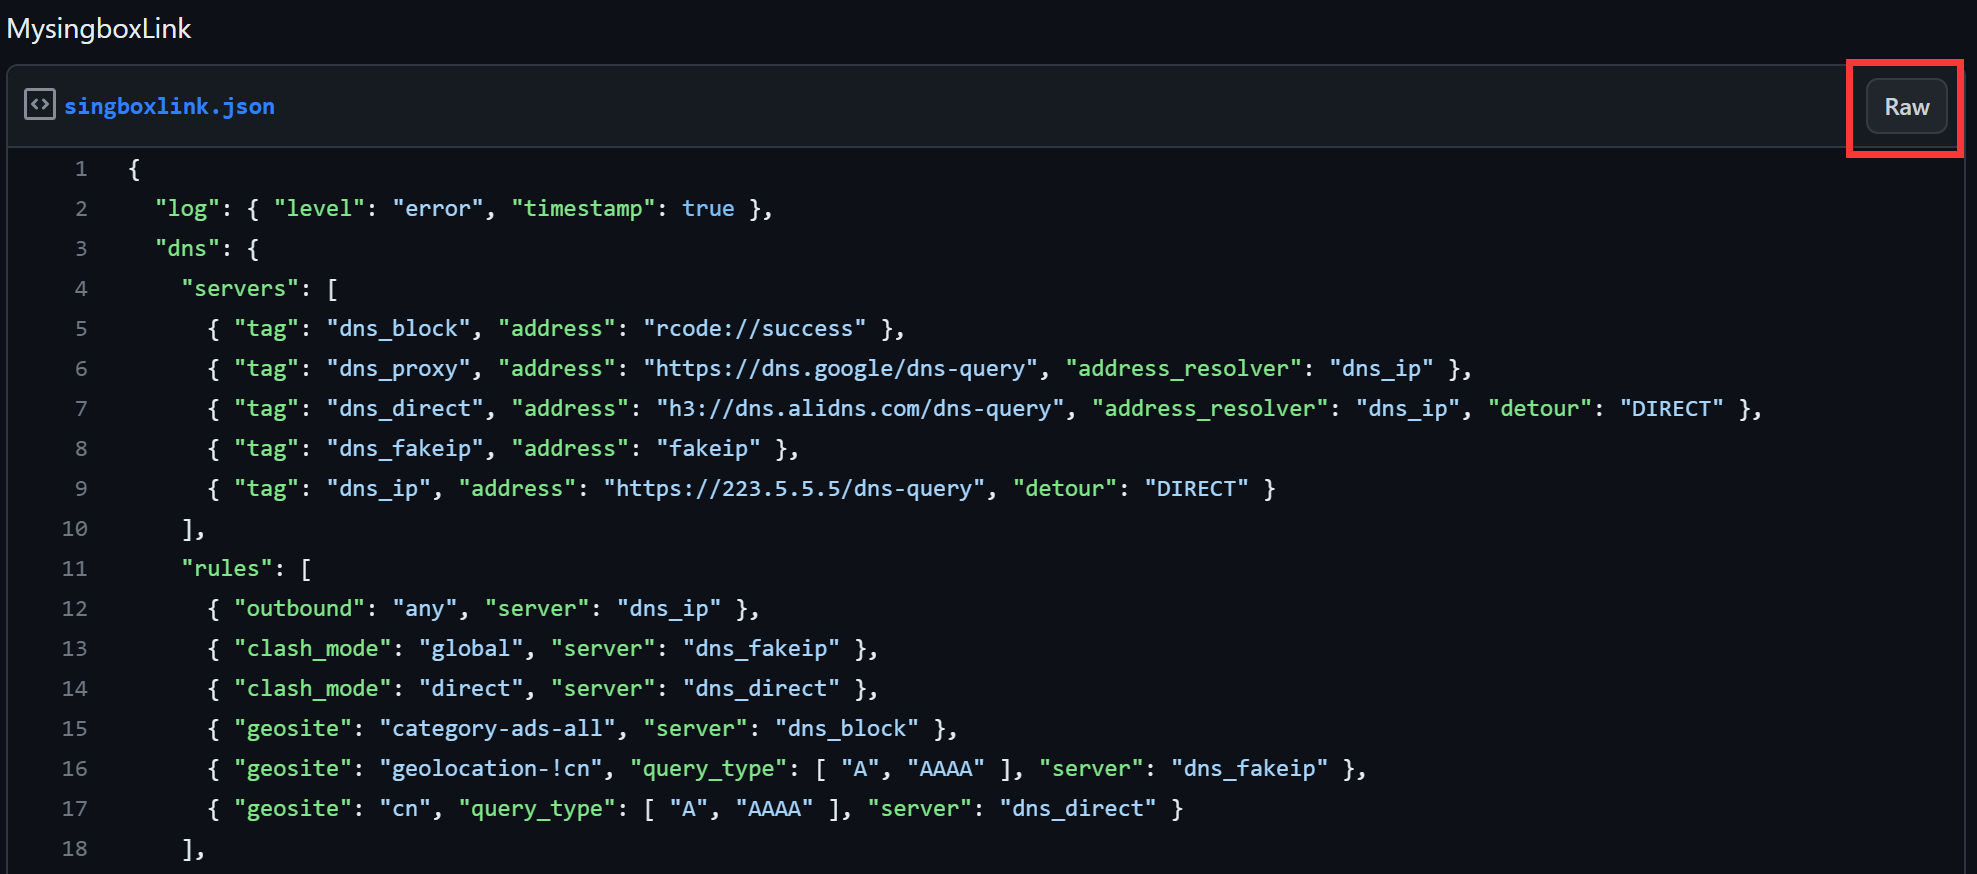 MysingboxLink
singboxlink.json
Raw
1 {
2 "log": { "level": "error", "timestamp": true },
3 "dns": {
4 "servers": [
5 { "tag": "dns_block", "address": "rcode://success" },
6 { "tag": "dns_proxy", "address": "https://dns.google/dns-query", "address_resolver": "dns_ip" },
7 { "tag": "dns_direct", "address": "h3://dns.alidns.com/dns-query", "address_resolver": "dns_ip", "detour": "DIRECT" },
8 { "tag": "dns_fakeip", "address": "fakeip" },
9 { "tag": "dns_ip", "address": "https://223.5.5.5/dns-query", "detour": "DIRECT" }
10 ],
11 "rules": [
12 { "outbound": "any", "server": "dns_ip" },
13 { "clash_mode": "global", "server": "dns_fakeip" },
14 { "clash_mode": "direct", "server": "dns_direct" },
15 { "geosite": "category-ads-all", "server": "dns_block" },
16 { "geosite": "geolocation-!cn", "query_type": [ "A", "AAAA" ], "server": "dns_fakeip" },
17 { "geosite": "cn", "query_type": [ "A", "AAAA" ], "server": "dns_direct" }
18 ],